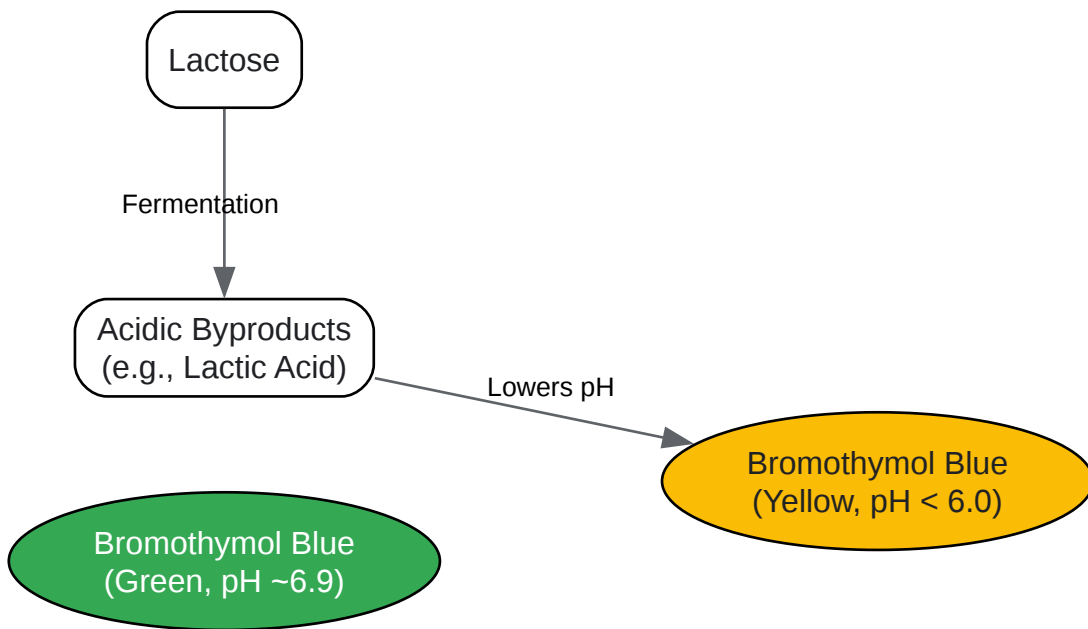 Lactose
Fermentation
Acidic Byproducts
(e.g., Lactic Acid)
Lowers pH
Bromothymol Blue
(Yellow, pH < 6.0)
Bromothymol Blue
(Green, pH ~6.9)